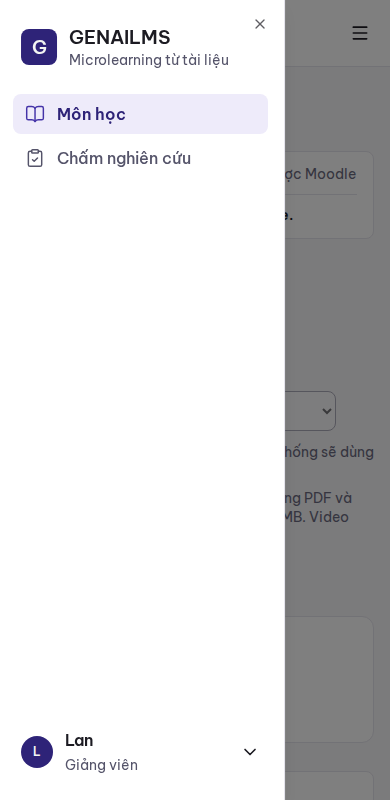 G
GENAILMS
Microlearning từ tài liệu
Môn học
Chấm nghiên cứu
Moodle
hống sẽ dùng
ng PDF và
MB. Video
L
Lan
Giảng viên